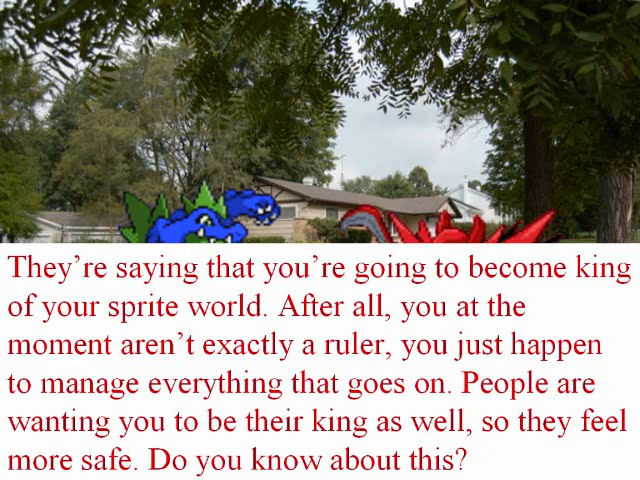 They're saying that you're going to become king
of your sprite world. After all, you at the
moment aren't exactly a ruler, you just happen
to manage everything that goes on. People are
wanting you to be their king as well, so they feel
more safe. Do you know about this?